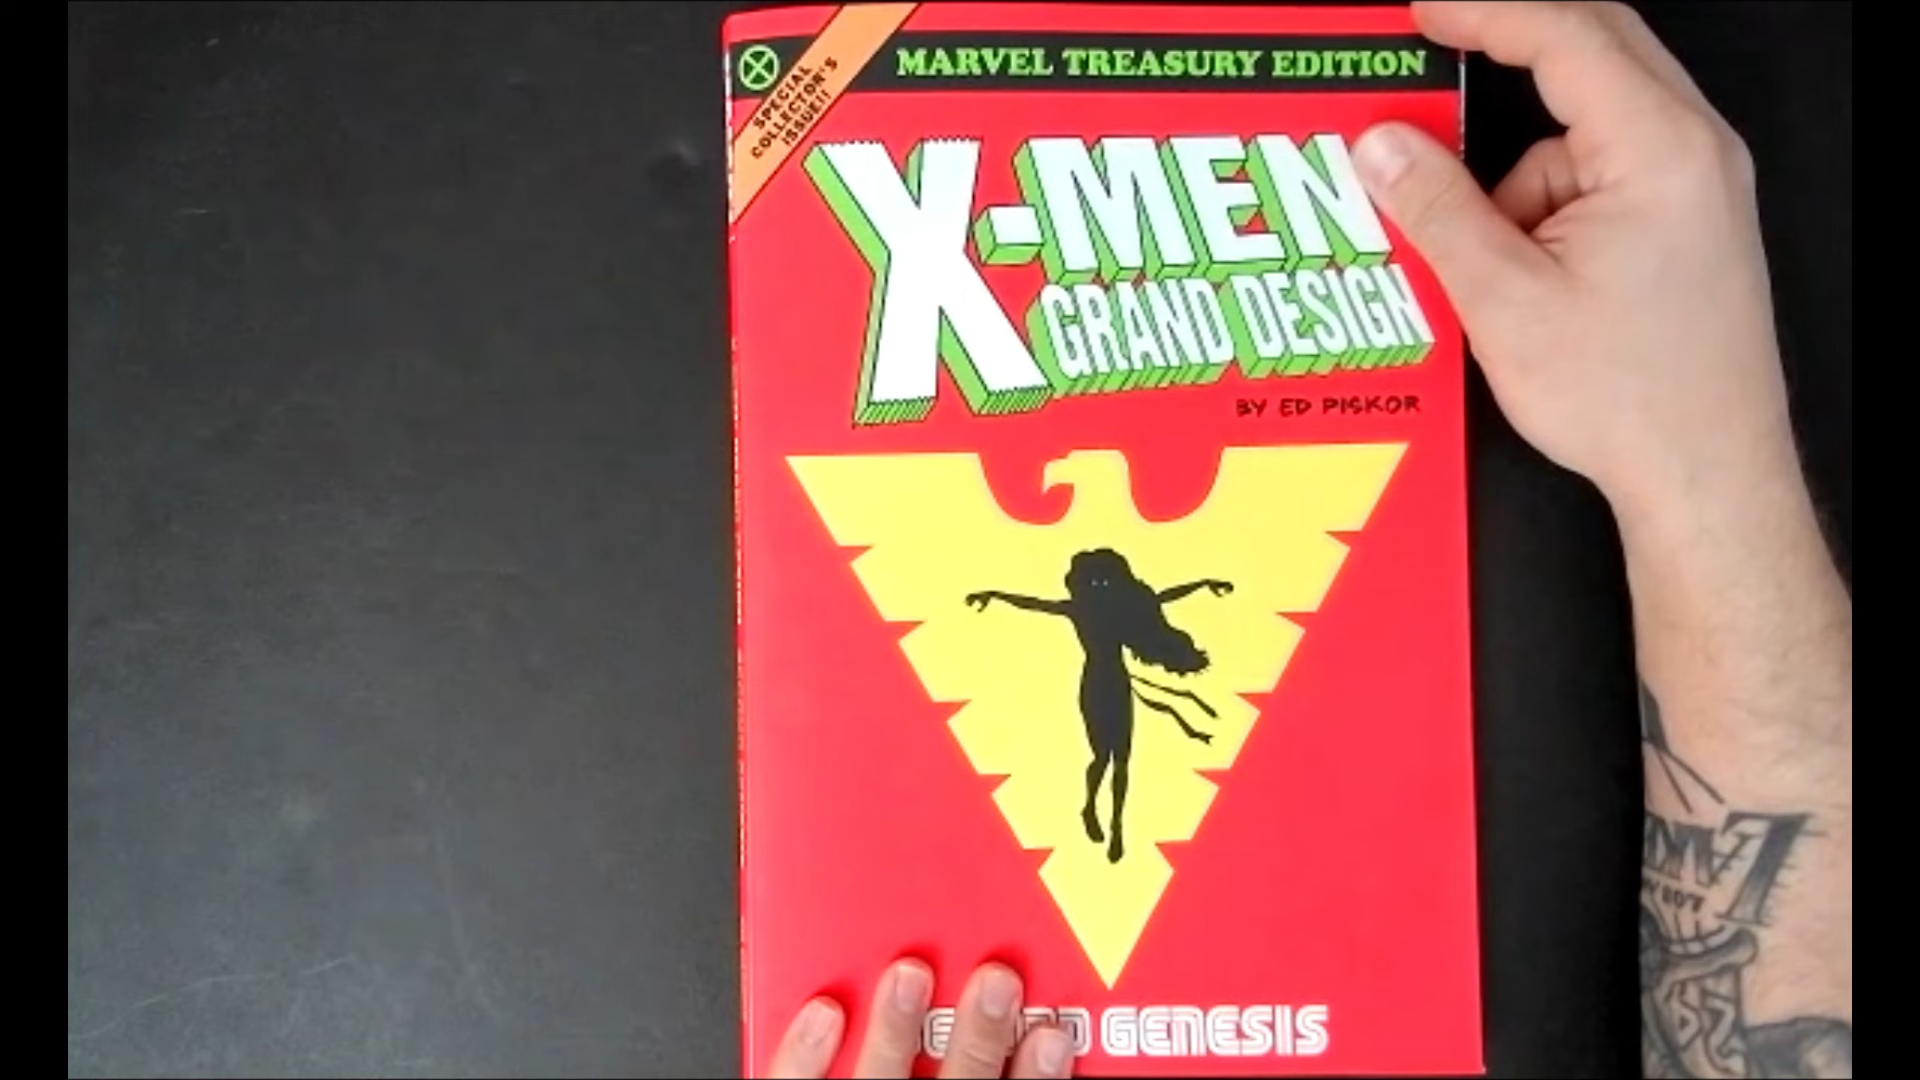 MARVEL TREASURY EDITION
SPECIAL
COLLECTOR'S
ISSUE!!
X-MEN
GRAND DESIGN
BY ED PISKOR
GENESIS